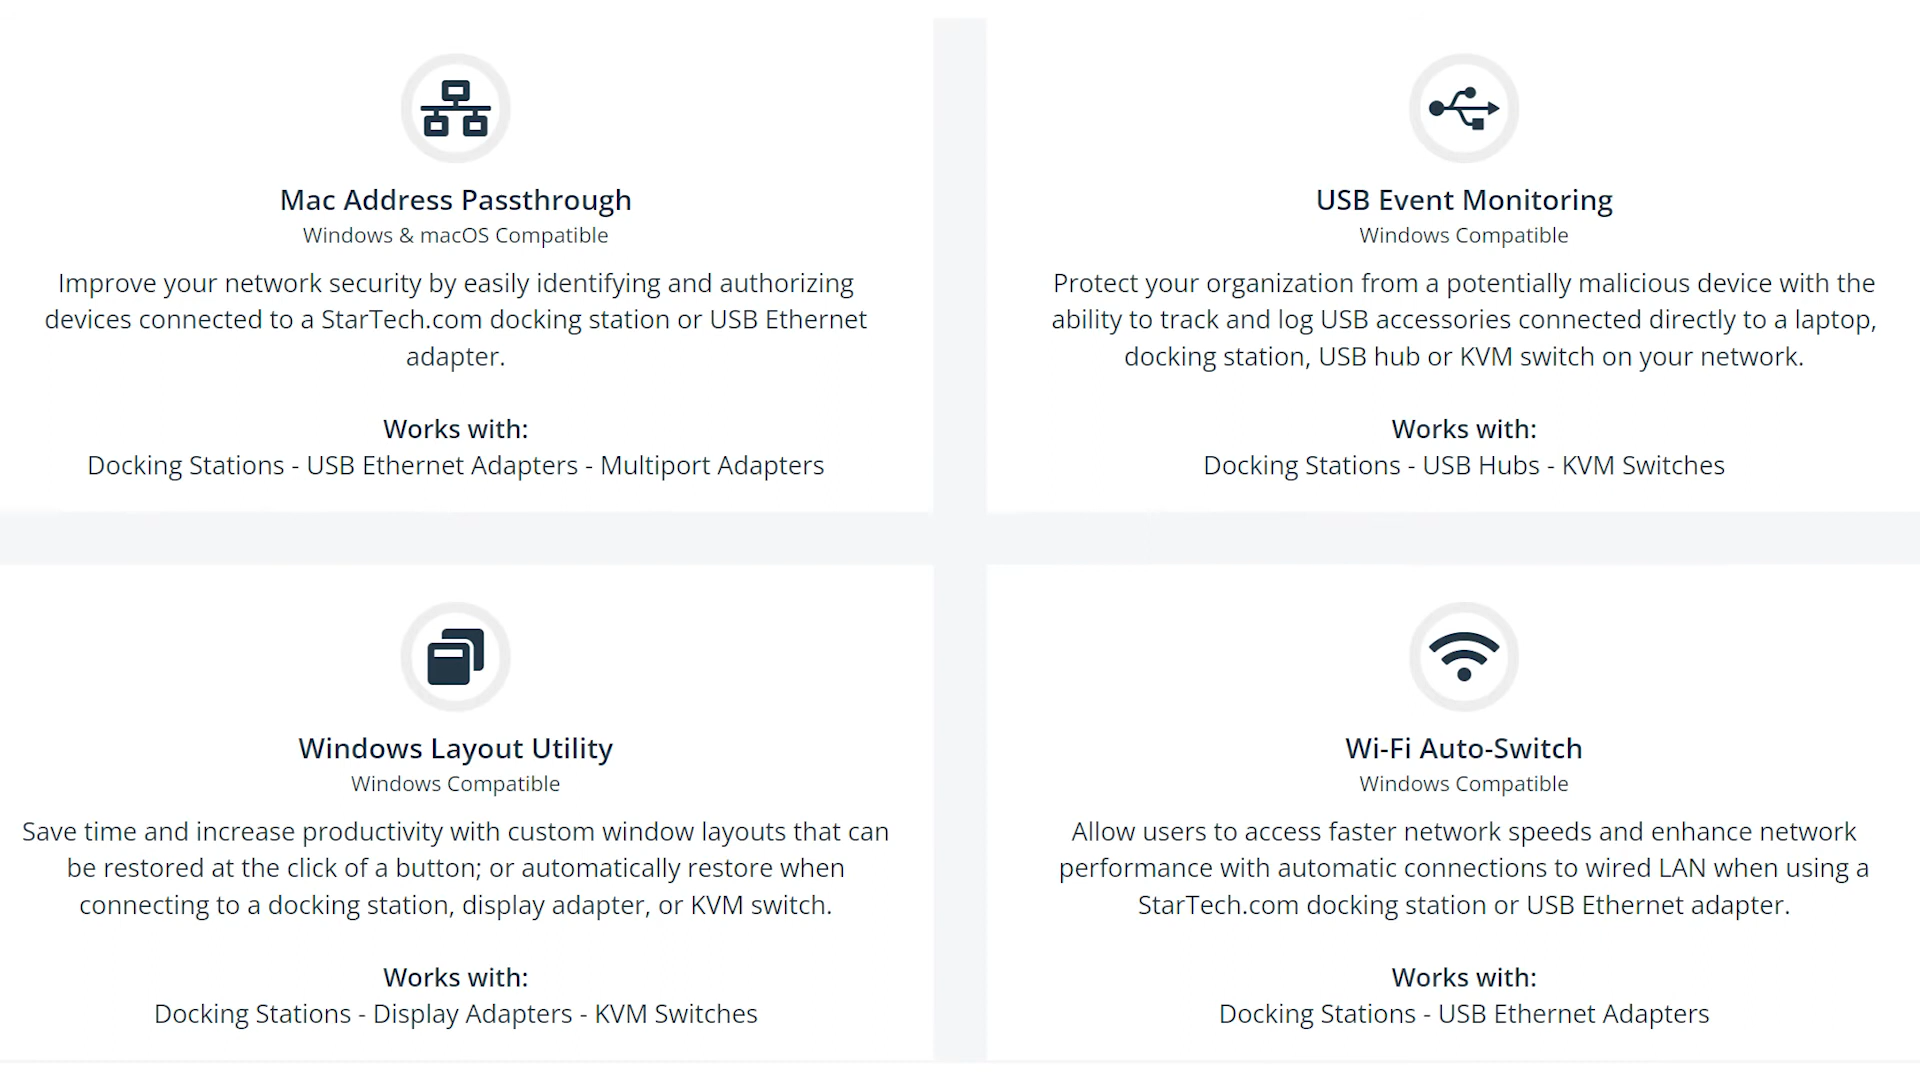 Mac Address Passthrough
Windows & macOS Compatible
Improve your network security by easily identifying and authorizing
devices connected to a StarTech.com docking station or USB Ethernet
adapter.
Works with:
Docking Stations - USB Ethernet Adapters - Multiport Adapters
USB Event Monitoring
Windows Compatible
Protect your organization from a potentially malicious device with the
ability to track and log USB accessories connected directly to a laptop,
docking station, USB hub or KVM switch on your network.
Works with:
Docking Stations - USB Hubs - KVM Switches
Windows Layout Utility
Windows Compatible
Save time and increase productivity with custom window layouts that can
be restored at the click of a button; or automatically restore when
connecting to a docking station, display adapter, or KVM switch.
Works with:
Docking Stations - Display Adapters - KVM Switches
Wi-Fi Auto-Switch
Windows Compatible
Allow users to access faster network speeds and enhance network
performance with automatic connections to wired LAN when using a
StarTech.com docking station or USB Ethernet adapter.
Works with:
Docking Stations - USB Ethernet Adapters